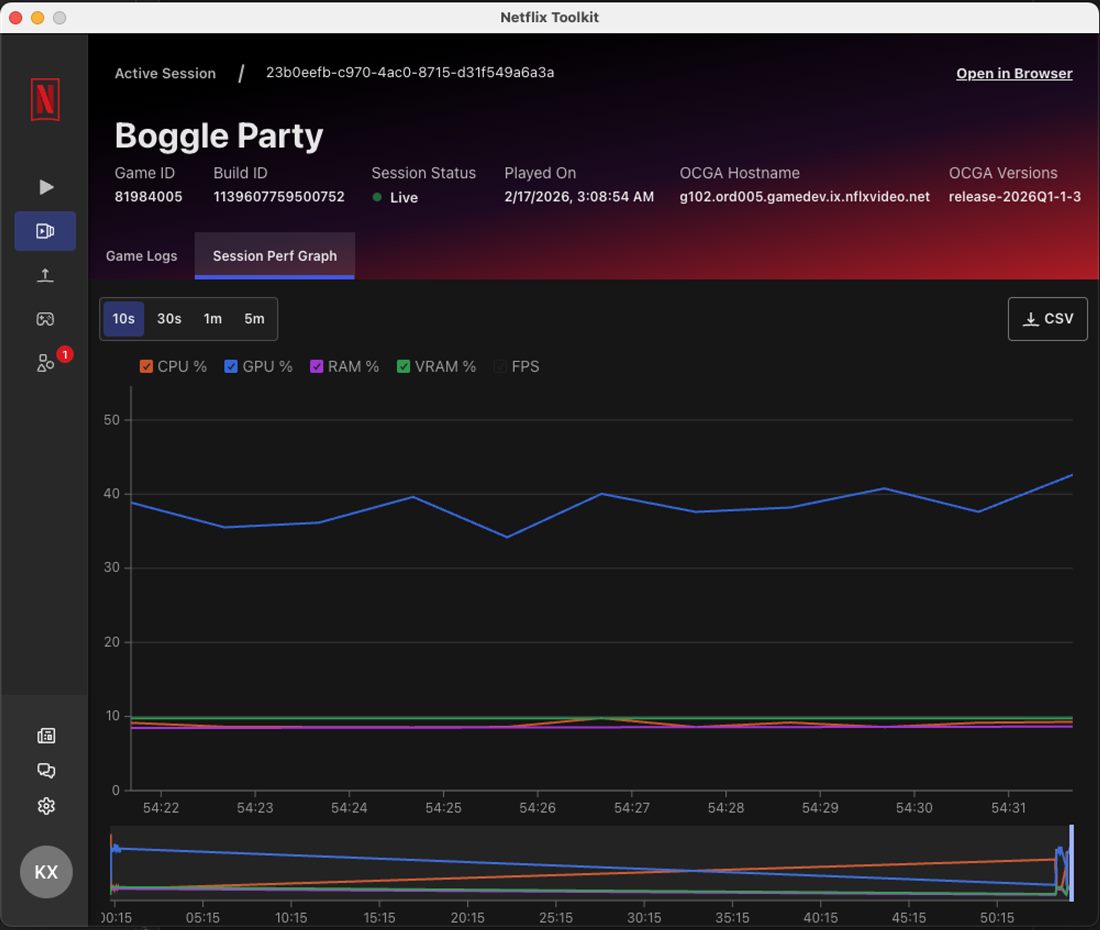 Netflix Toolkit
Active Session / 23b0eefb-c970-4ac0-8715-d31f549a6a3a
Open in Browser
N
Boggle Party
Game ID Build ID Session Status Played On OCGA Hostname OCGA Versions
81984005 1139607759500752 Live 2/17/2026, 3:08:54 AM g102.ord005.gamedev.ix.nflxvideo.net release-2026Q1-1-3
Game Logs Session Perf Graph
10s 30s 1m 5m
CSV
1
CPU % GPU % RAM % VRAM % FPS
50
40
30
20
10
0
54:22 54:23 54:24 54:25 54:26 54:27 54:28 54:29 54:30 54:31
KX
00:15 05:15 10:15 15:15 20:15 25:15 30:15 35:15 40:15 45:15 50:15